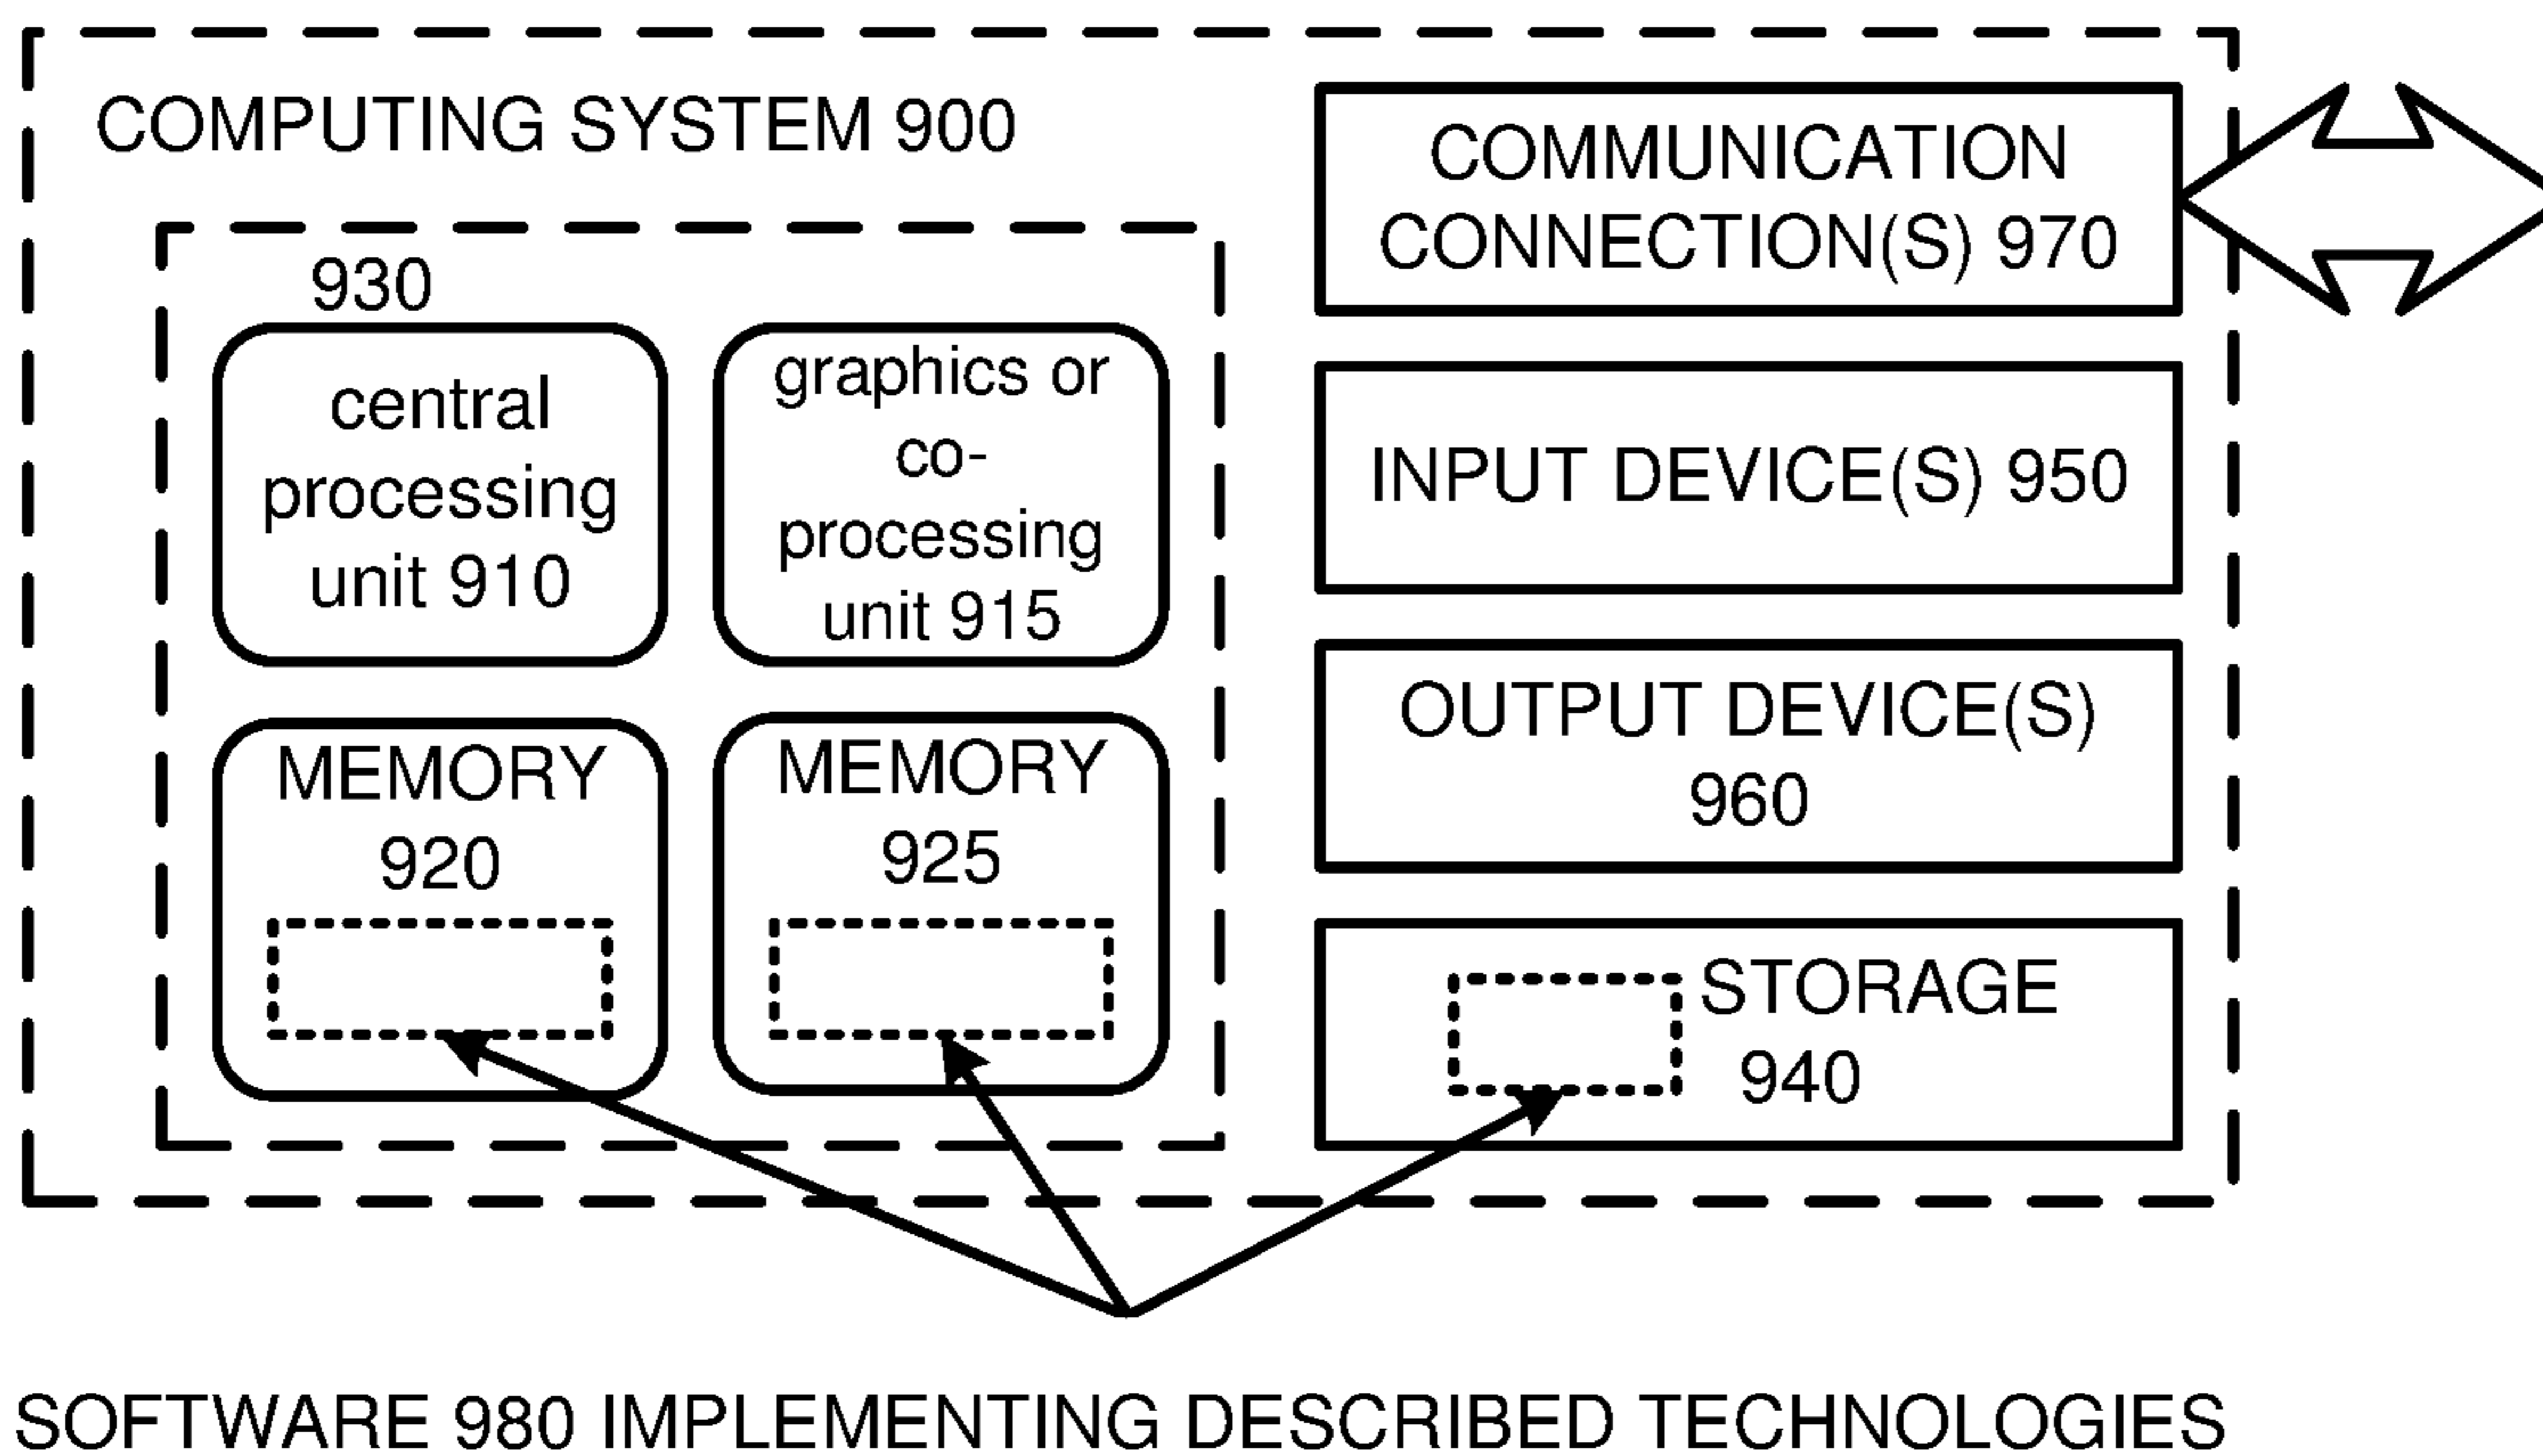 COMPUTING SYSTEM 900
930
central
processing
unit 910
graphics or
co-
processing
unit 915
MEMORY
920
MEMORY
925
COMMUNICATION
CONNECTION(S) 970
INPUT DEVICE(S) 950
OUTPUT DEVICE(S)
960
STORAGE
940
SOFTWARE 980 IMPLEMENTING DESCRIBED TECHNOLOGIES